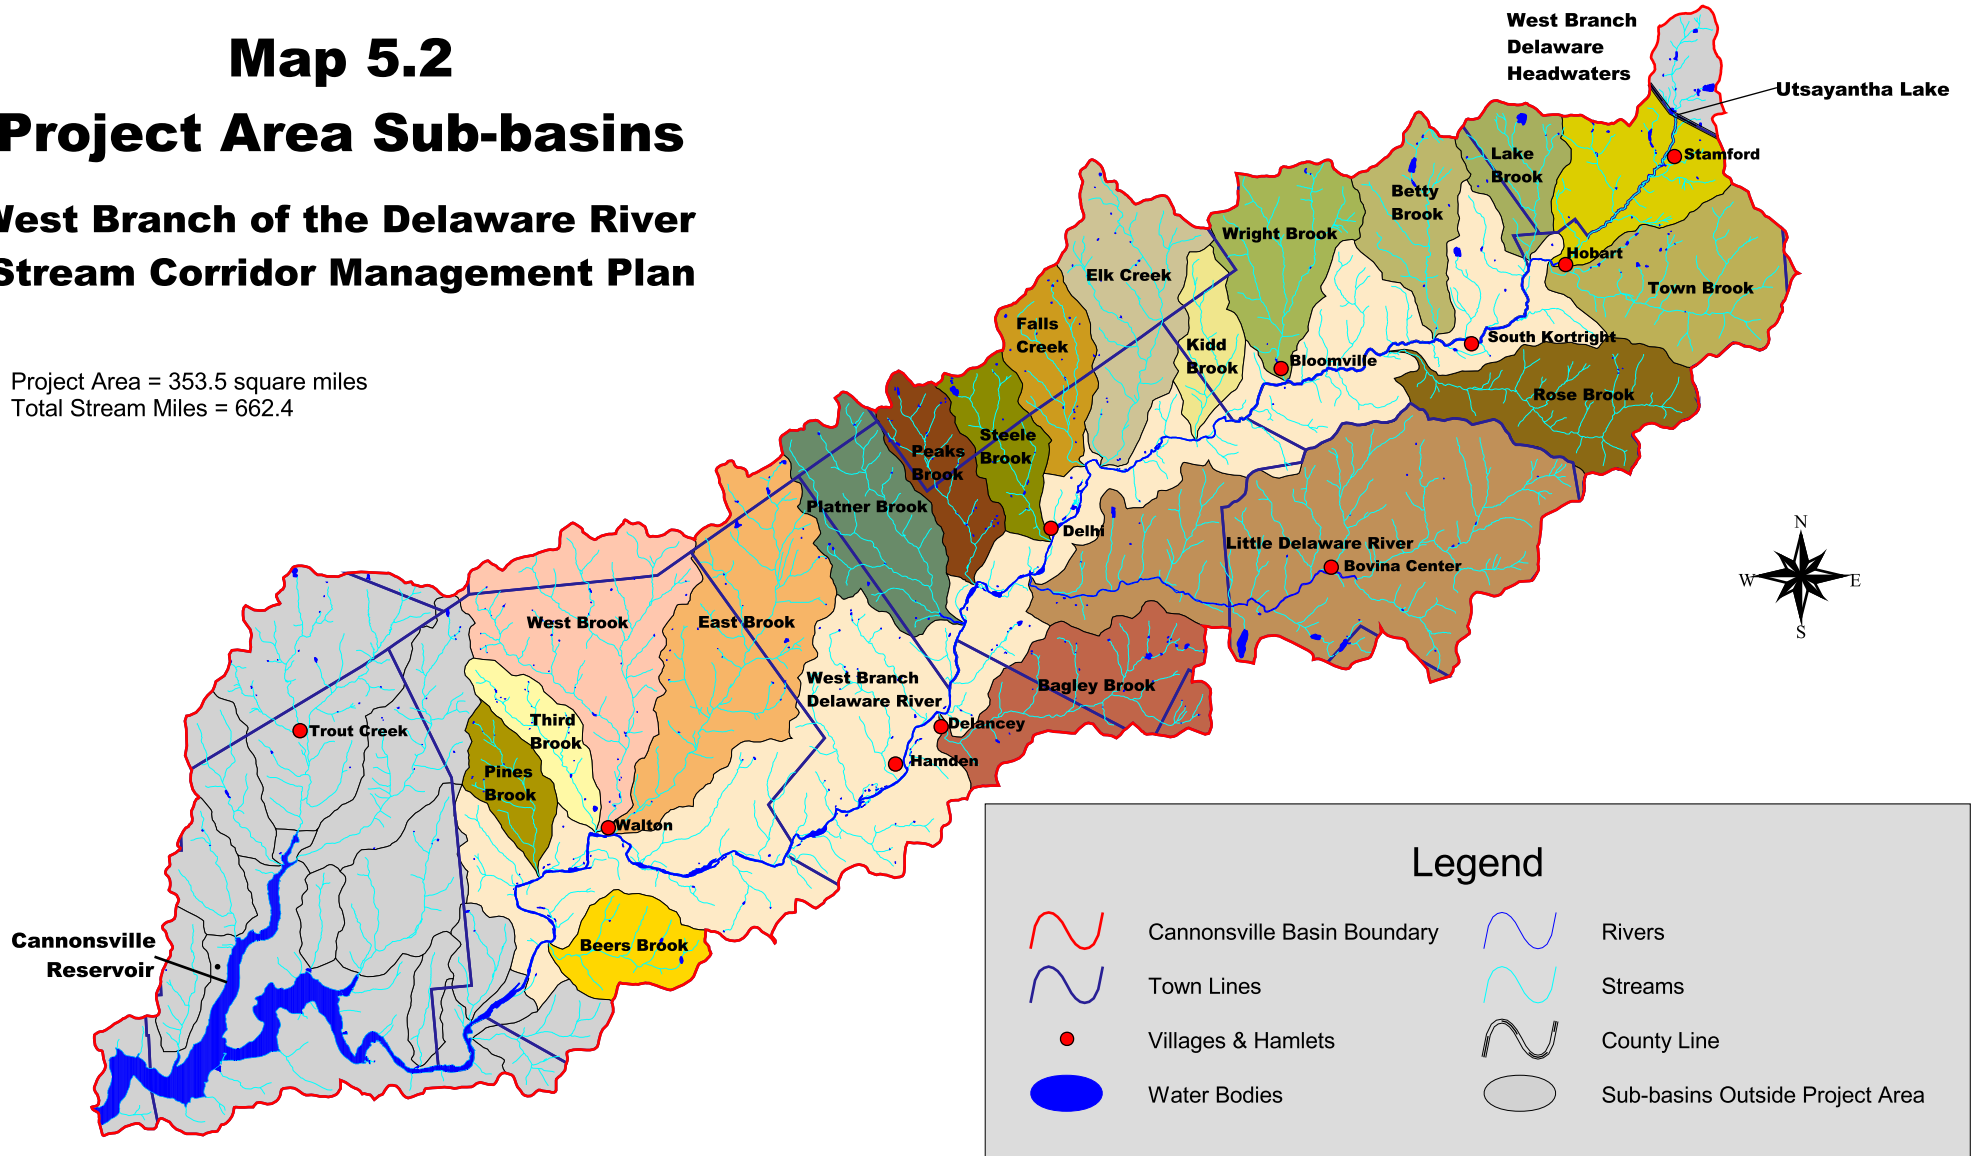 Map 5.2
Project Area Sub-basins
West Branch of the Delaware River
Stream Corridor Management Plan
Project Area = 353.5 square miles
Total Stream Miles = 662.4
West Branch
Delaware
Headwaters
Utsayantha Lake
Stamford
Lake
Brook
Betty
Brook
Wright Brook
Hobart
Town Brook
Elk Creek
Falls
Creek
Kidd
Brook
South Kortright
Bloomville
Rose Brook
Steele
Brook
Peaks
Brook
Platner Brook
Delhi
Little Delaware River
Bovina Center
N
W
E
S
West Brook
East Brook
West Branch
Delaware River
Bagley Brook
Delancey
Hamden
Third
Brook
Trout Creek
Pines
Brook
Walton
Beers Brook
Cannonsville
Reservoir
Legend
Cannonsville Basin Boundary
Rivers
Town Lines
Streams
Villages & Hamlets
County Line
Water Bodies
Sub-basins Outside Project Area